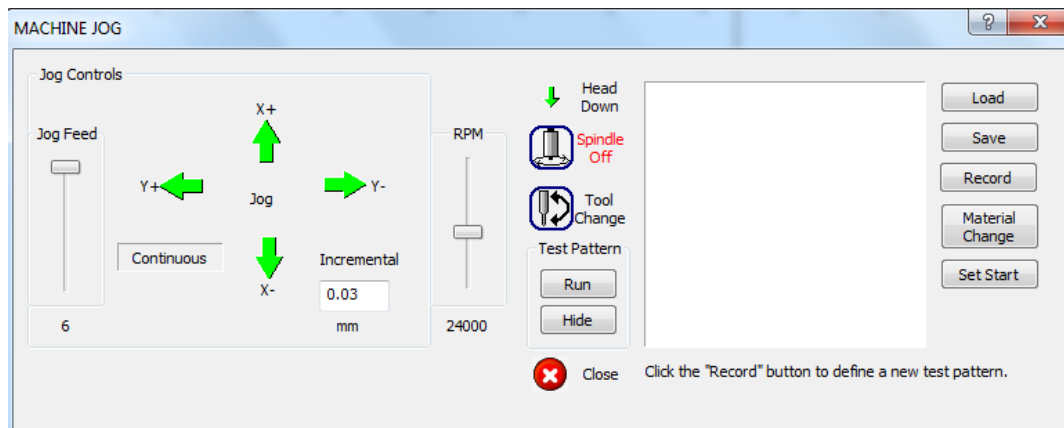 MACHINE JOG
?
X
Jog Controls
Jog Feed
6
X+
Y+
Jog
Y-
X-
Continuous
Incremental
0.03
mm
RPM
24000
Head
Down
Spindle
Off
Tool
Change
Test Pattern
Run
Hide
Close
Load
Save
Record
Material
Change
Set Start
Click the "Record" button to define a new test pattern.